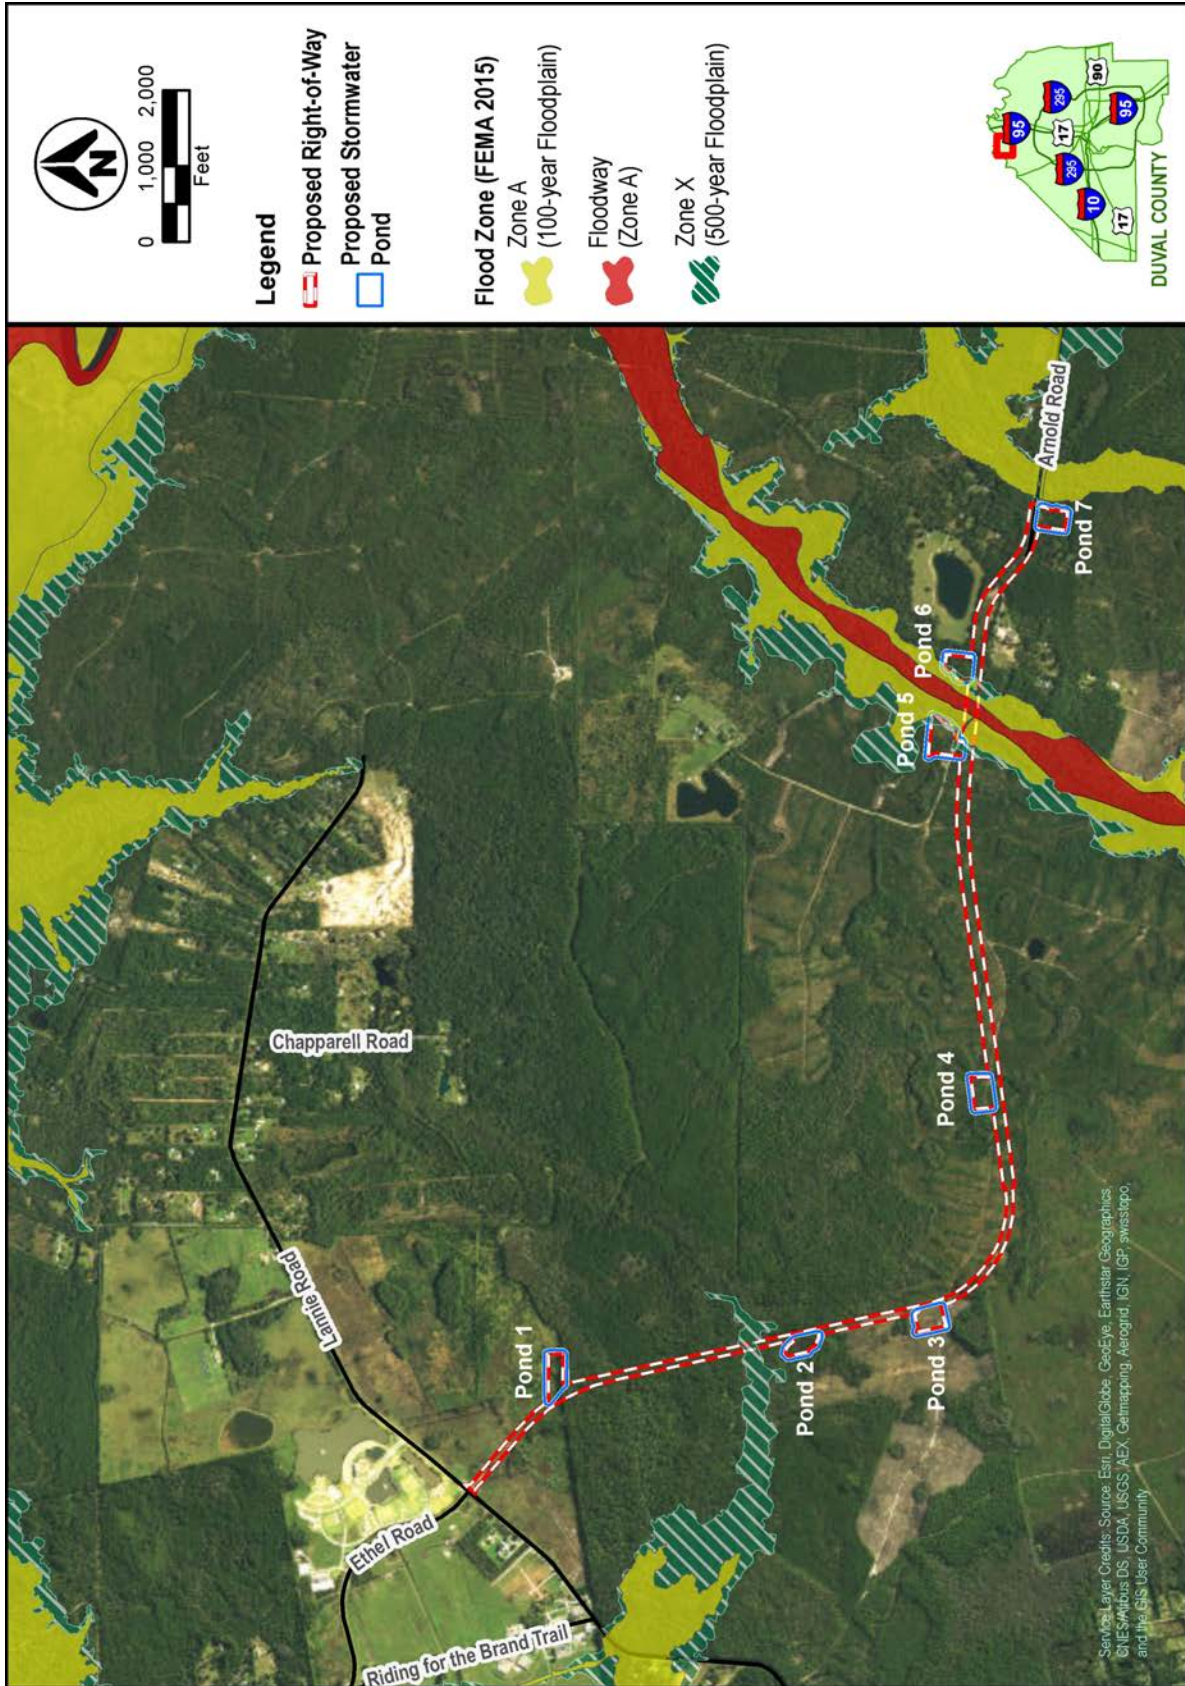 N
0 1,000 2,000
Feet
Legend
Proposed Right-of-Way
Proposed Stormwater
Pond
Flood Zone (FEMA 2015)
Zone A
(100-year Floodplain)
Floodway
(Zone A)
Zone X
(500-year Floodplain)
95
295
90
17
295
95
10
17
DUVAL COUNTY
Chapparell Road
Lannie Road
Ethel Road
Riding for the Brand Trail
Arnold Road
Pond 1
Pond 2
Pond 3
Pond 4
Pond 5
Pond 6
Pond 7
Service Layer Credits: Source: Esri, DigitalGlobe, GeoEye, Earthstar Geographics,
CNES/Airbus DS, USDA, USGS, AEX, Getmapping, Aerogrid, IGN, IGP, swisstopo,
and the GIS User Community